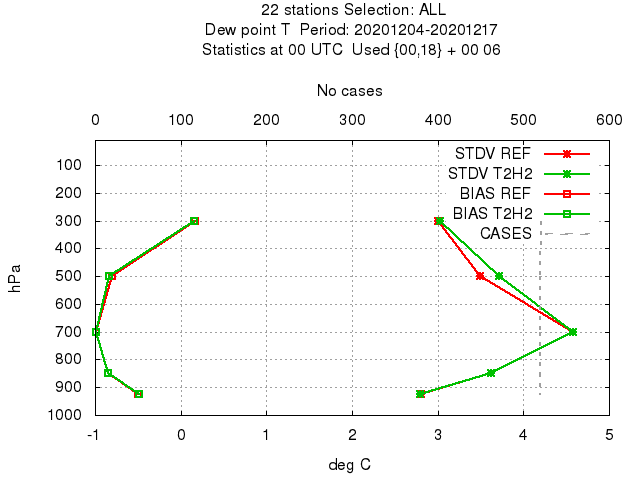 22 stations Selection: ALL
Dew point T  Period: 20201204-20201217
Statistics at 00 UTC  Used {00,18} + 00 06
No cases
0 100 200 300 400 500 600
STDV REF
STDV T2H2
BIAS REF
BIAS T2H2
CASES
100
200
300
400
500
600
700
800
900
1000
hPa
-1 0 1 2 3 4 5
deg C